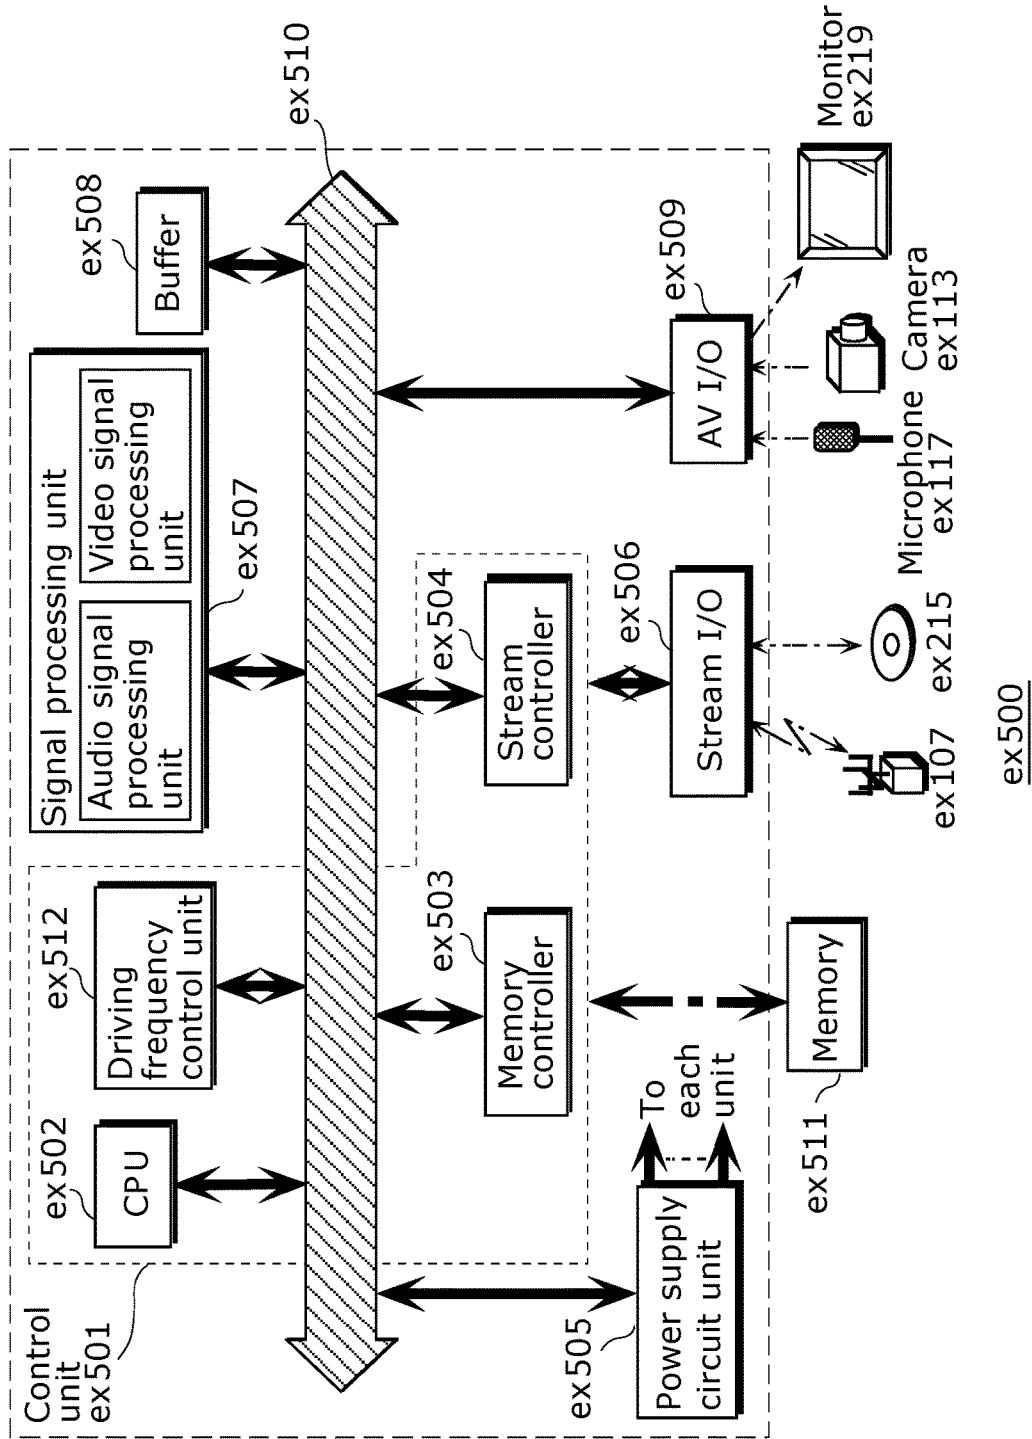 Control
unit
ex501
ex502
CPU
ex512
Driving
frequency
control unit
Signal processing unit
Audio signal
processing
unit
Video signal
processing
unit
ex507
ex508
Buffer
ex510
ex503
Memory
controller
ex504
Stream
controller
ex505
Power supply
circuit unit
To
each
unit
ex506
Stream I/O
ex509
AV I/O
ex511
Memory
ex107
ex215
Microphone
ex117
Camera
ex113
Monitor
ex219
ex500